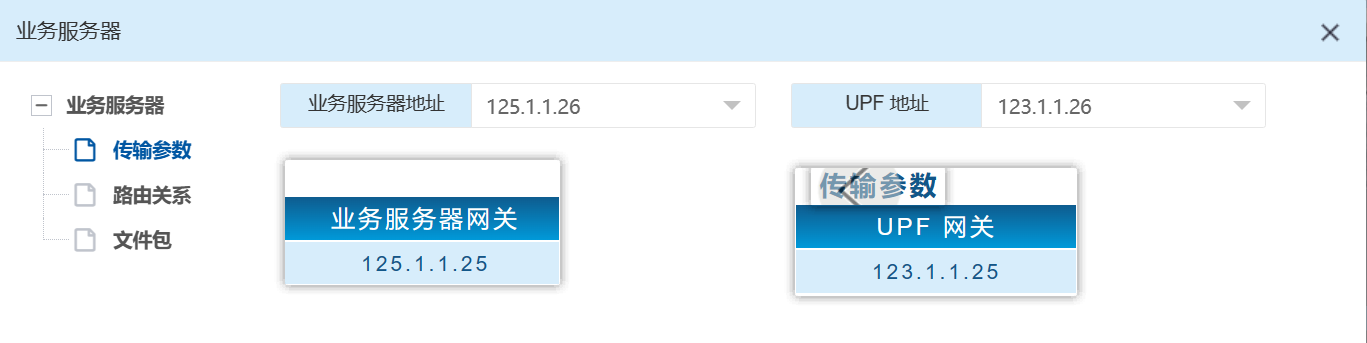 业务服务器
业务服务器
传输参数
路由关系
文件包
业务服务器地址 125.1.1.26
UPF 地址 123.1.1.26
业务服务器网关
125.1.1.25
传输参数
UPF 网关
123.1.1.25